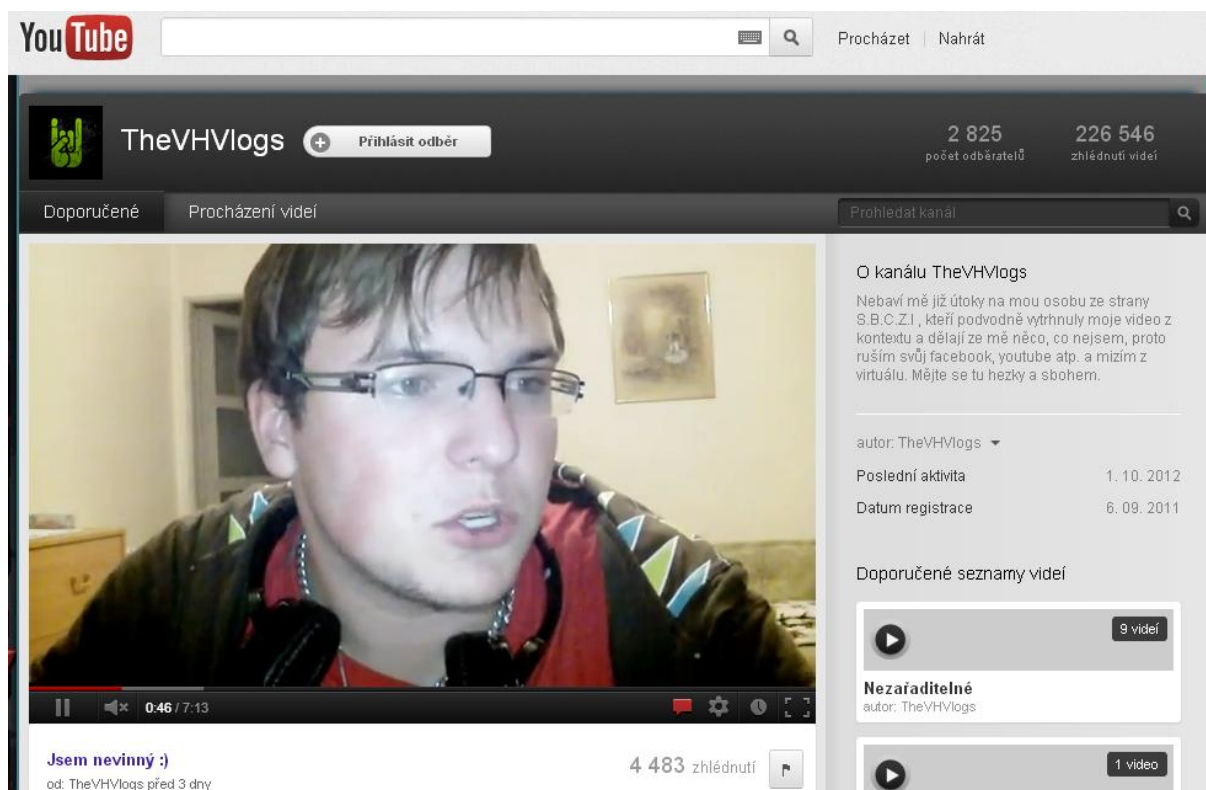 YouTube
Procházet | Nahrát
TheVHVlogs
Přihlásit odběr
2 825
počet odběratelů
226 546
zhlédnutí videí
Doporučené
Procházení videí
Prohledat kanál
O kanálu TheVHVlogs
Nebaví mě již útoky na mou osobu ze strany
S.B.C.Z.I , kteří podvodně vytrhnuly moje video z
kontextu a dělají ze mě něco, co nejsem, proto
ruším svůj facebook, youtube atp. a mizím z
virtuálu. Mějte se tu hezky a sbohem.
autor: TheVHVlogs
Poslední aktivita 1. 10. 2012
Datum registrace 6. 09. 2011
Doporučené seznamy videí
9 videí
Nezařaditelné
autor: TheVHVlogs
1 video
0:46 / 7:13
Jsem nevinný :)
4 483 zhlédnutí
od: TheVHVlogs před 3 dny